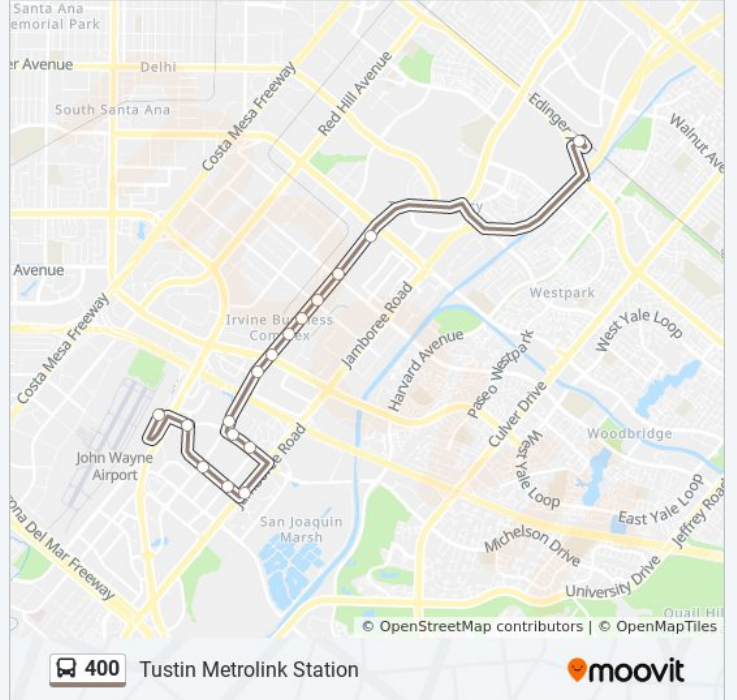 Santa Ana
emorial Park
er Avenue
Delhi
South Santa Ana
Costa Mesa Freeway
Red Hill Avenue
Edinger
Walnut Ave
Avenue
Westpark
Irvine Business
Complex
Costa Mesa Freeway
Jamboree Road
Harvard Avenue
Paseo Westpark
West Yale Loop
Culver Drive
Woodbridge
John Wayne
Airport
West Yale Loop
East Yale Loop
Jeffrey Road
San Joaquin
Marsh
Michelson Drive
University Drive
ona Del Mar Freeway
Quail Hil
© OpenStreetMap contributors | © OpenMapTiles
400 Tustin Metrolink Station
moovit